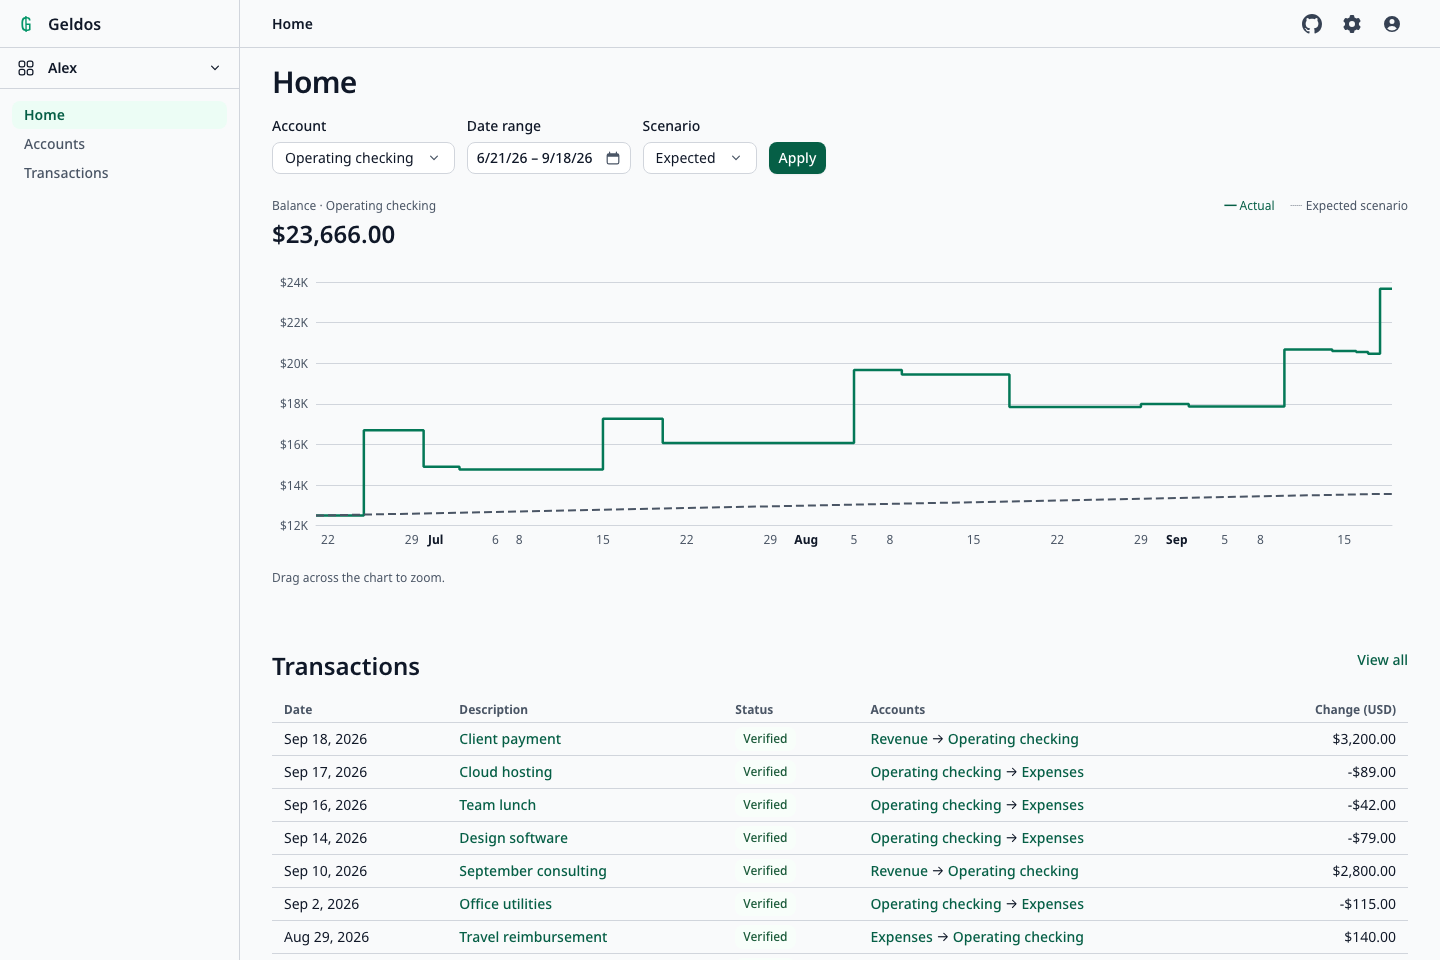 Geldos
Home
Alex
Home
Accounts
Transactions
Home
Account
Date range
Scenario
Operating checking
6/21/26 – 9/18/26
Expected
Apply
Balance · Operating checking
Actual
Expected scenario
$23,666.00
$24K
$22K
$20K
$18K
$16K
$14K
$12K
22 29 Jul 6 8 15 22 29 Aug 5 8 15 22 29 Sep 5 8 15
Drag across the chart to zoom.
Transactions
View all
Date Description Status Accounts Change (USD)
Sep 18, 2026 Client payment Verified Revenue → Operating checking $3,200.00
Sep 17, 2026 Cloud hosting Verified Operating checking → Expenses -$89.00
Sep 16, 2026 Team lunch Verified Operating checking → Expenses -$42.00
Sep 14, 2026 Design software Verified Operating checking → Expenses -$79.00
Sep 10, 2026 September consulting Verified Revenue → Operating checking $2,800.00
Sep 2, 2026 Office utilities Verified Operating checking → Expenses -$115.00
Aug 29, 2026 Travel reimbursement Verified Expenses → Operating checking $140.00